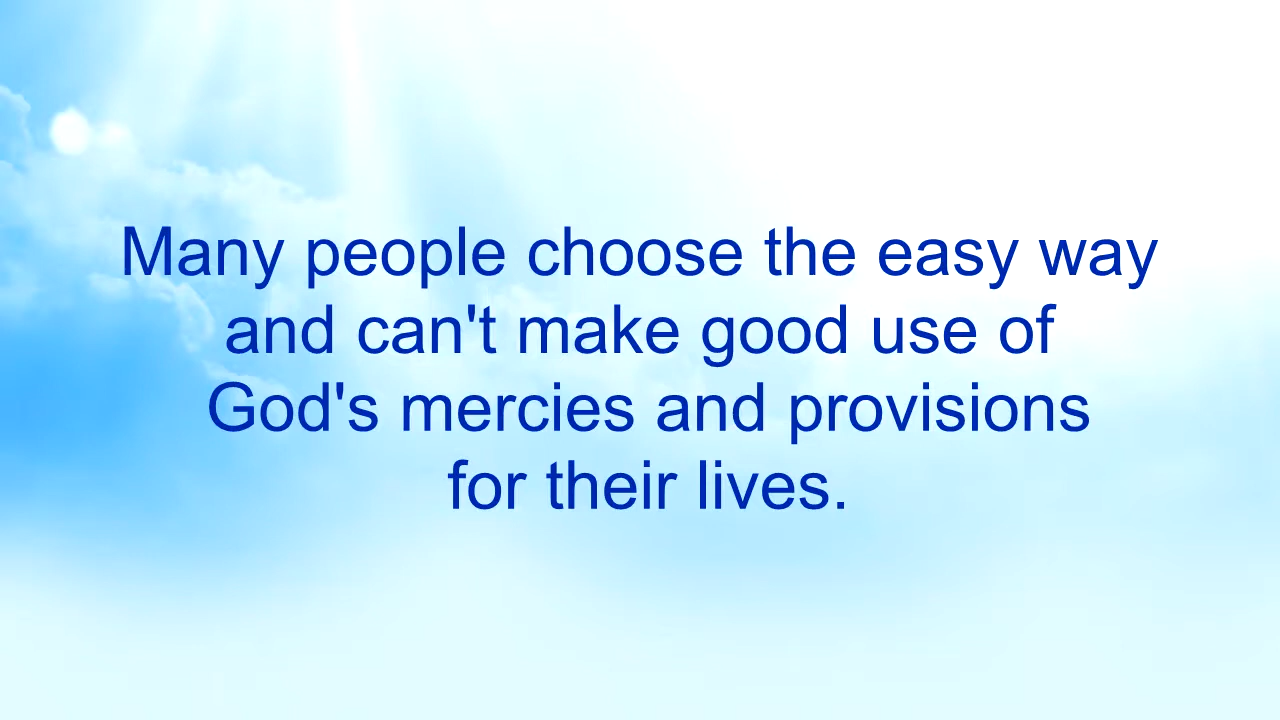 Many people choose the easy way
and can't make good use of
God's mercies and provisions
for their lives.